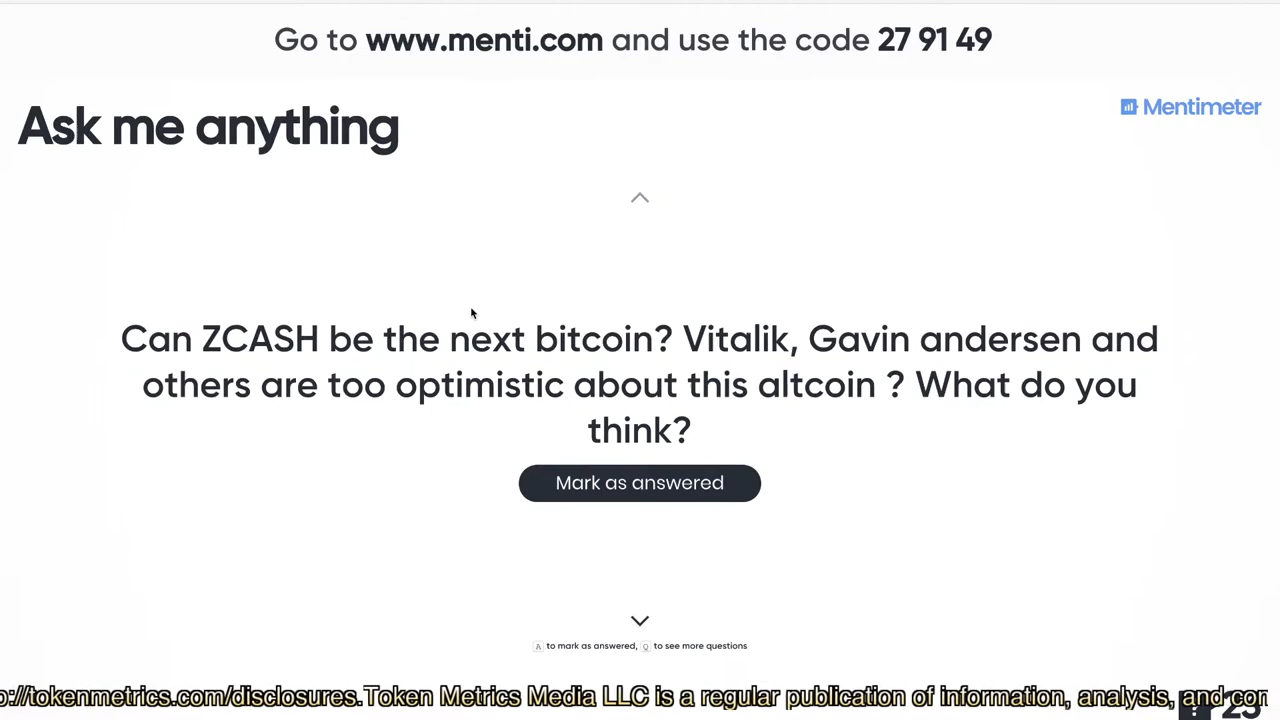 Go to www.menti.com and use the code 27 91 49
Ask me anything
Mentimeter
Can ZCASH be the next bitcoin? Vitalik, Gavin andersen and
others are too optimistic about this altcoin ? What do you
think?
Mark as answered
A to mark as answered, Q to see more questions
p://tokenmetrics.com/disclosures.Token Metrics Media LLC is a regular publication of information, analysis, and con